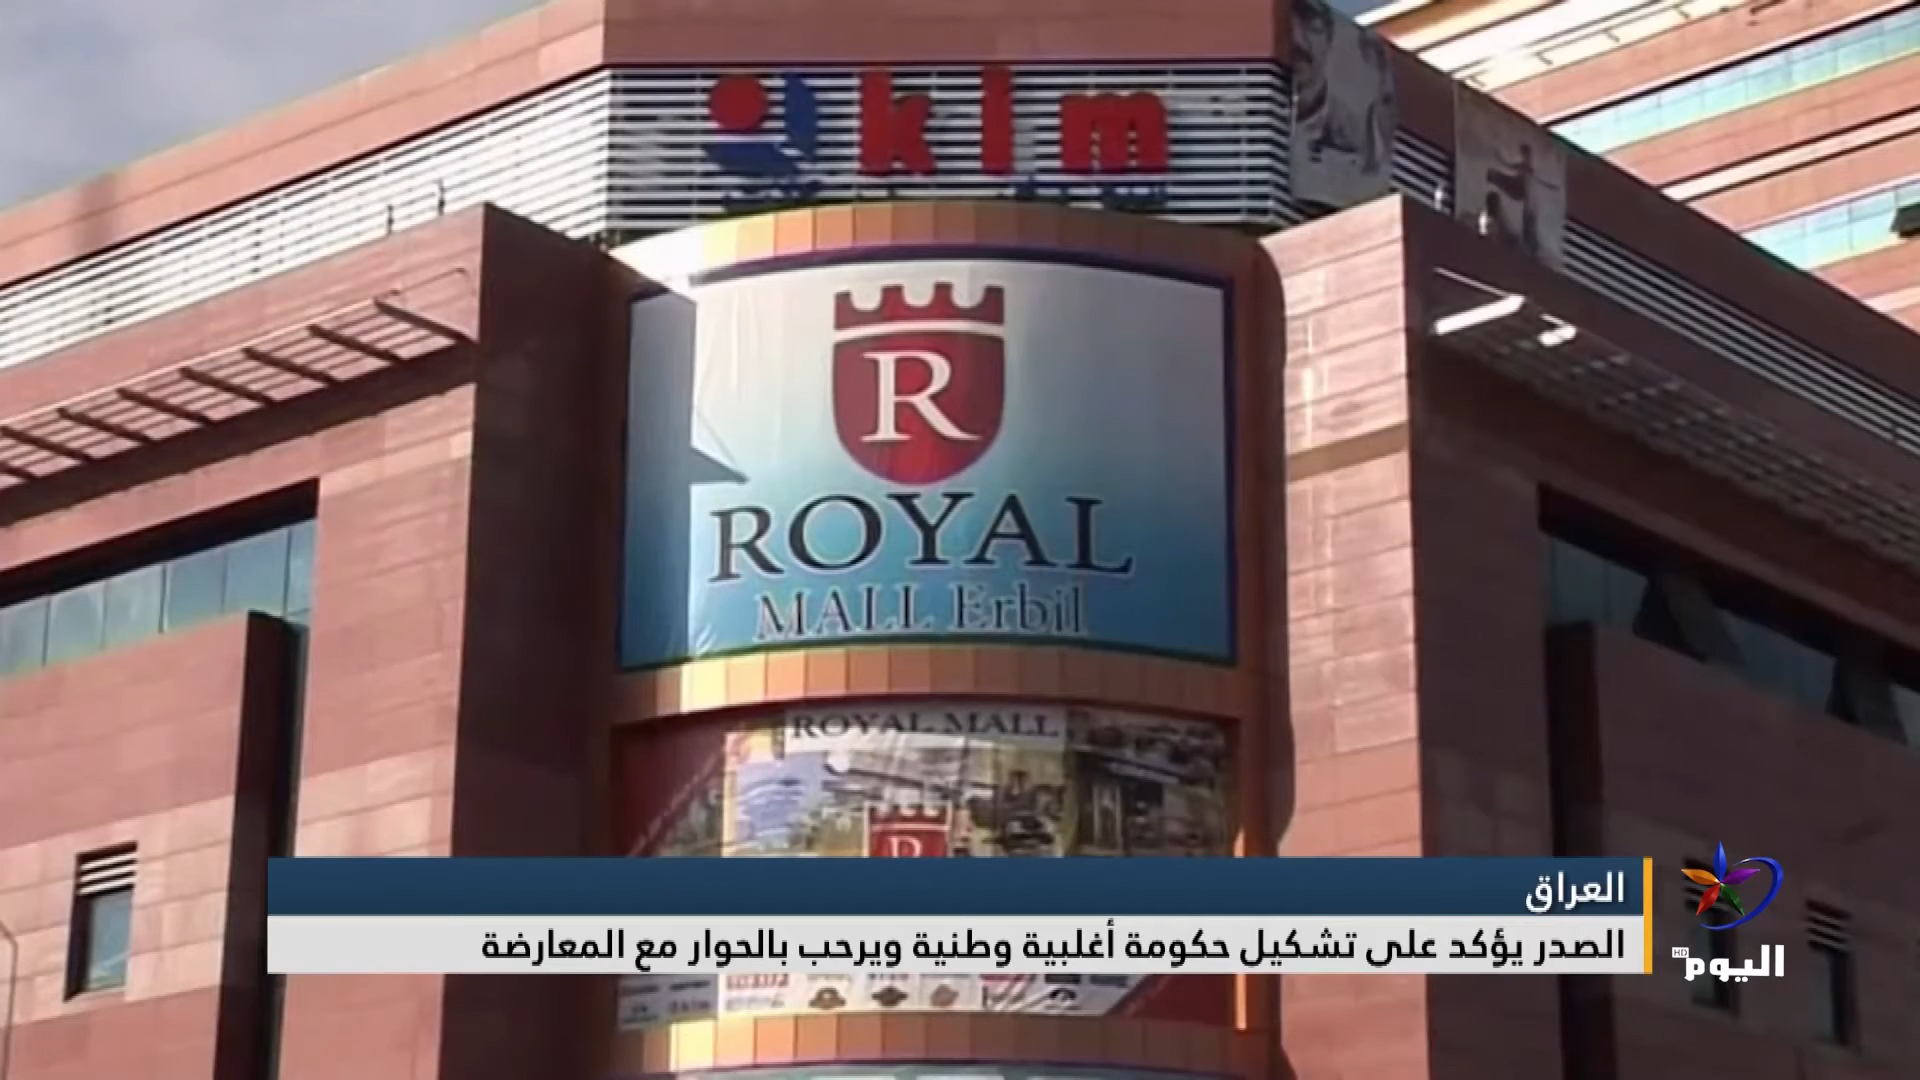 klm
R
ROYAL
MALL Erbil
ROYAL MALL
R
العراق
الصدر يؤكد على تشكيل حكومة أغلبية وطنية ويرحب بالحوار مع المعارضة
اليوم HD